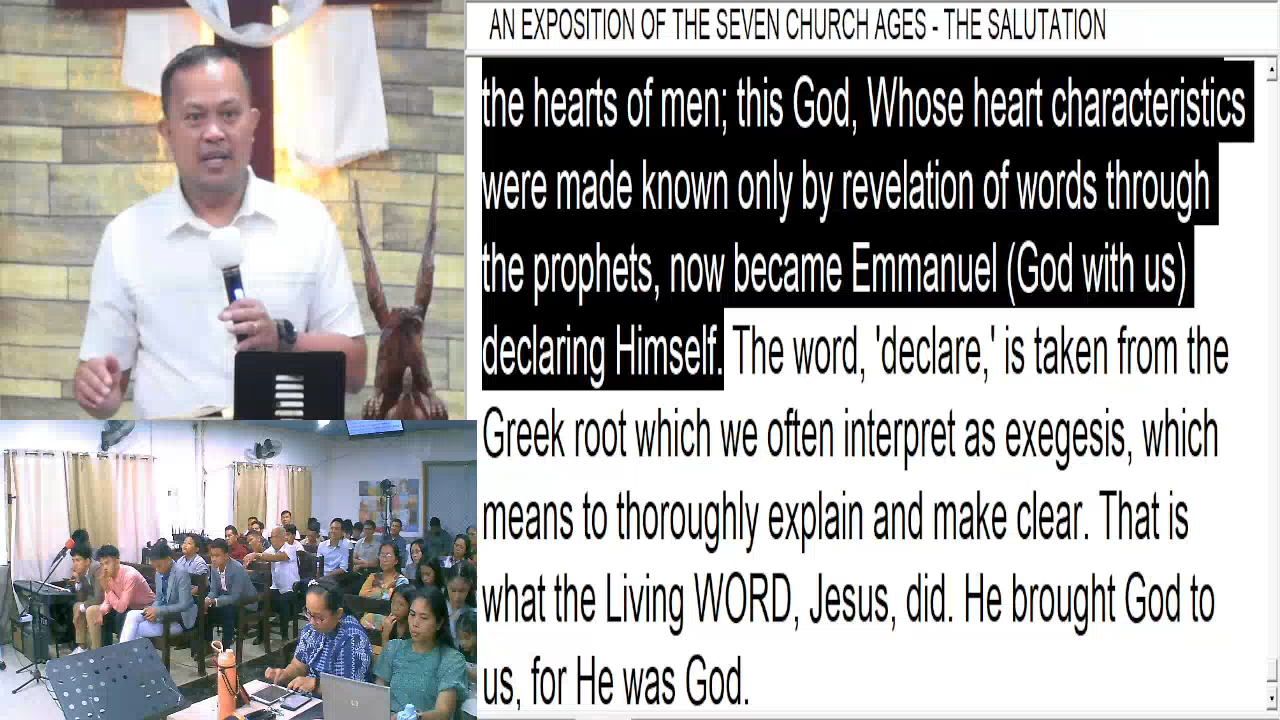 AN EXPOSITION OF THE SEVEN CHURCH AGES - THE SALUTATION
the hearts of men; this God, Whose heart characteristics
were made known only by revelation of words through
the prophets, now became Emmanuel (God with us)
declaring Himself. The word, 'declare,' is taken from the
Greek root which we often interpret as exegesis, which
means to thoroughly explain and make clear. That is
what the Living WORD, Jesus, did. He brought God to
us, for He was God.